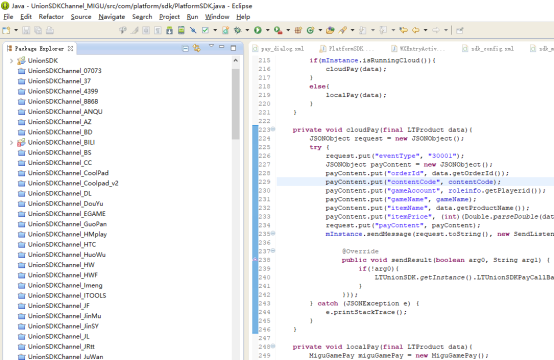 Java - UnionSDKChannel_MIGU/src/com/platform/sdk/PlatformSDK.java - Eclipse
File Edit Refactor Source Navigate Search Project Run Window Help
Package Explorer
UnionSDK
UnionSDKChannel_07073
UnionSDKChannel_37
UnionSDKChannel_4399
UnionSDKChannel_8868
UnionSDKChannel_ANQU
UnionSDKChannel_AZ
UnionSDKChannel_BD
UnionSDKChannel_BILI
UnionSDKChannel_BS
UnionSDKChannel_CC
UnionSDKChannel_CoolPad
UnionSDKChannel_Coolpad_v2
UnionSDKChannel_DL
UnionSDKChannel_DouYu
UnionSDKChannel_EGAME
UnionSDKChannel_GuoPan
UnionSDKChannel_HMplay
UnionSDKChannel_HTC
UnionSDKChannel_HuoWu
UnionSDKChannel_HW
UnionSDKChannel_HWF
UnionSDKChannel_Imeng
UnionSDKChannel_ITOOLS
UnionSDKChannel_JF
UnionSDKChannel_JinMu
UnionSDKChannel_JinSY
UnionSDKChannel_JL
UnionSDKChannel_JRtt
UnionSDKChannel_JuWan
pay_dialog.xml PlatformSDK... WXEntryActiv... sdk_config.xml sdk_m
215 if(mInstance.isRunningCloud()){
216 cloudPay(data);
217 }
218 else{
219 localPay(data);
220 }
221 }
222
223 private void cloudPay(final LTProduct data){
224 JSONObject request = new JSONObject();
225 try {
226 request.put("eventType", "30001");
227 JSONObject payContent = new JSONObject();
228 payContent.put("orderId", data.getOrderId());
229 payContent.put("contentCode", contentCode);
230 payContent.put("gameAccount", roleinfo.getPlayerid());
231 payContent.put("gameName", gameName);
232 payContent.put("itemName", data.getProductName());
233 payContent.put("itemPrice", (int) (Double.parseDouble(dat
234 request.put("payContent", payContent);
235 mInstance.sendMessage(request.toString(), new SendListen
236
237 @Override
238 public void sendResult(boolean arg0, String arg1) {
239 if(!arg0){
240 LTUnionSDK.getInstance().LTUnionSDKPayCallBa
241 }
242 }});
243 } catch (JSONException e) {
244 e.printStackTrace();
245 }
246 }
247
248 private void localPay(final LTProduct data){
249 MiguGamePay miguGamePay = new MiguGamePay();